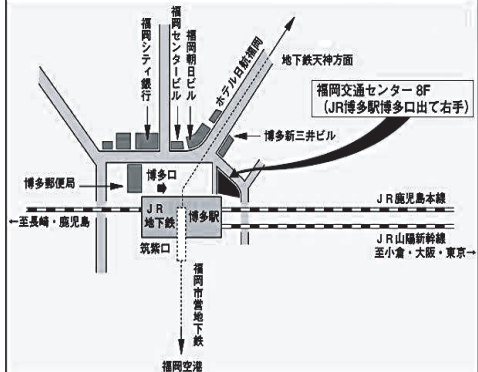 福岡シティ銀行
福岡センタービル
福岡朝日ビル
ホテル日航福岡
地下鉄天神方面
福岡交通センター 8F
（JR博多駅博多口出て右手）
博多新三井ビル
博多郵便局
博多口
JR
地下鉄
博多駅
筑紫口
JR鹿児島本線
←至長崎・鹿児島
JR山陽新幹線
至小倉・大阪・東京→
福岡市営地下鉄
福岡空港